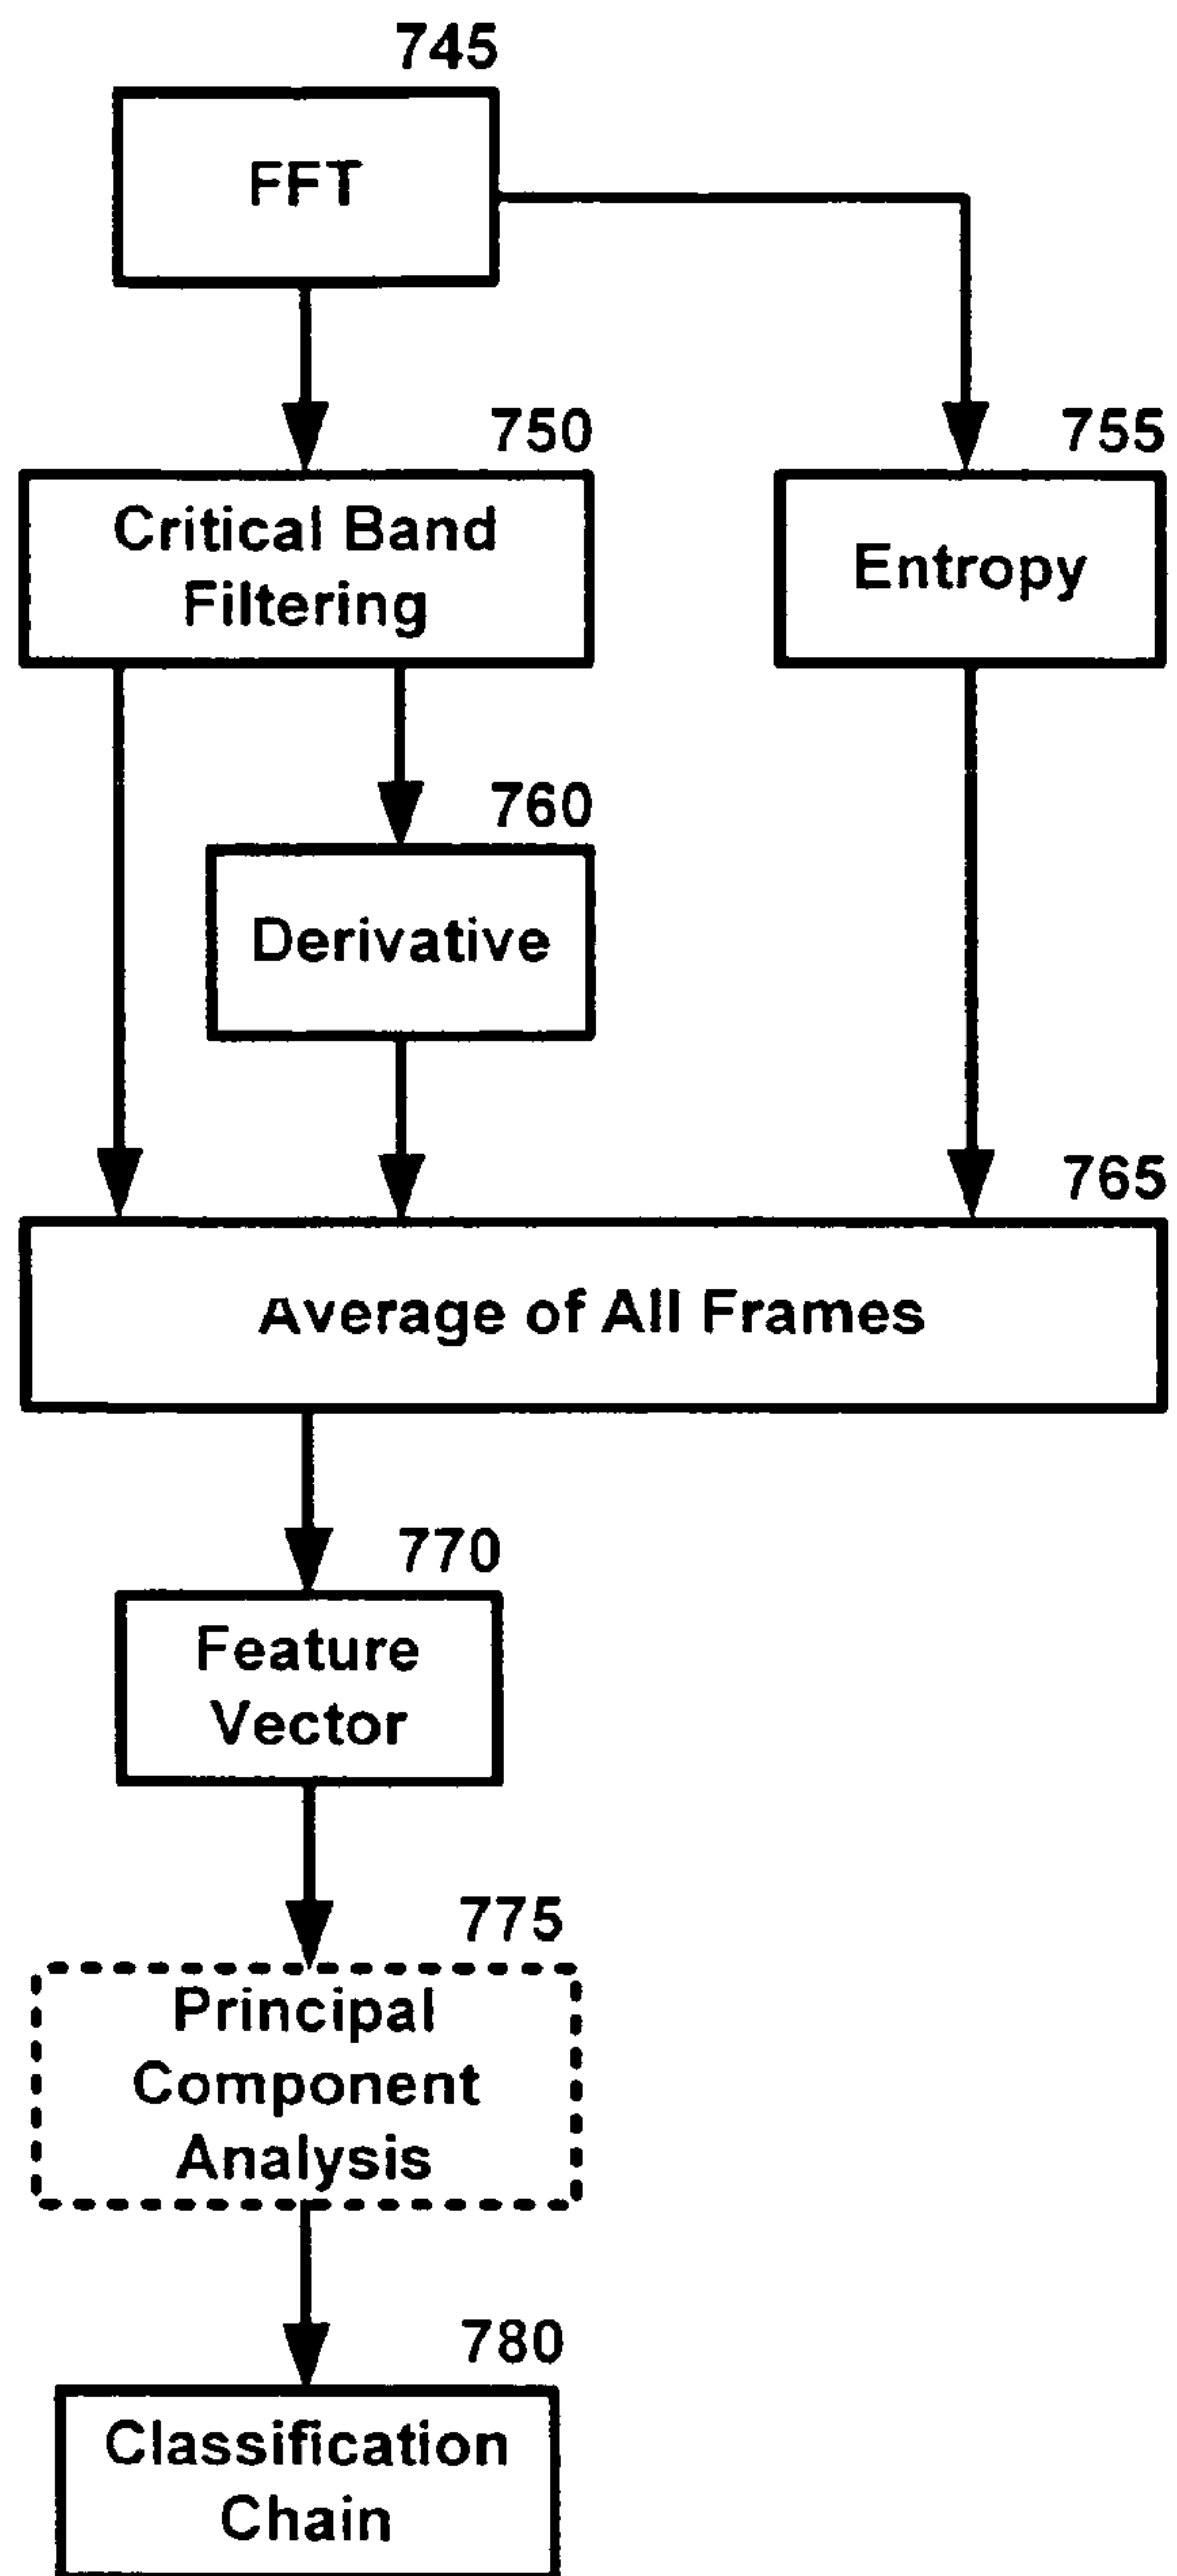 745
FFT
750
755
Critical Band
Filtering
Entropy
760
Derivative
765
Average of All Frames
770
Feature
Vector
775
Principal
Component
Analysis
780
Classification
Chain